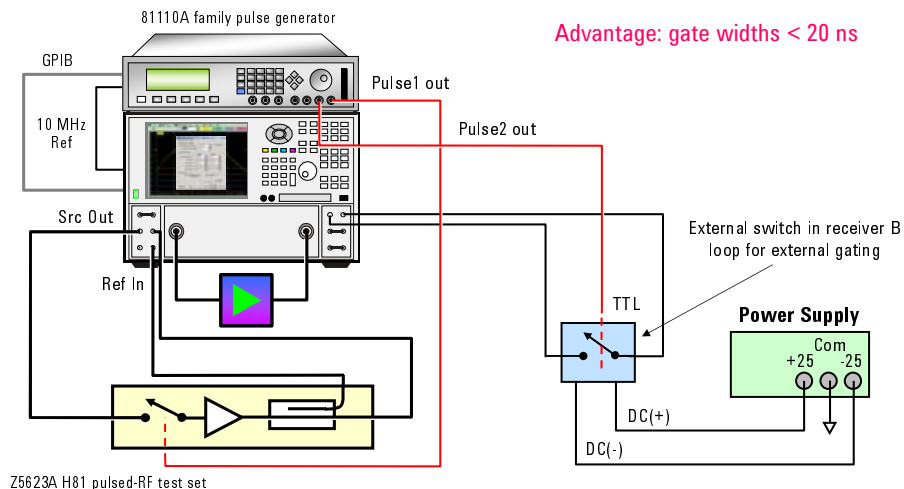 81110A family pulse generator
Advantage: gate widths < 20 ns
GPIB
Pulse1 out
10 MHz
Ref
Pulse2 out
Src Out
External switch in receiver B
loop for external gating
Ref In
TTL
Power Supply
Com
+25
-25
DC(+)
DC(-)
Z5623A H81 pulsed-RF test set